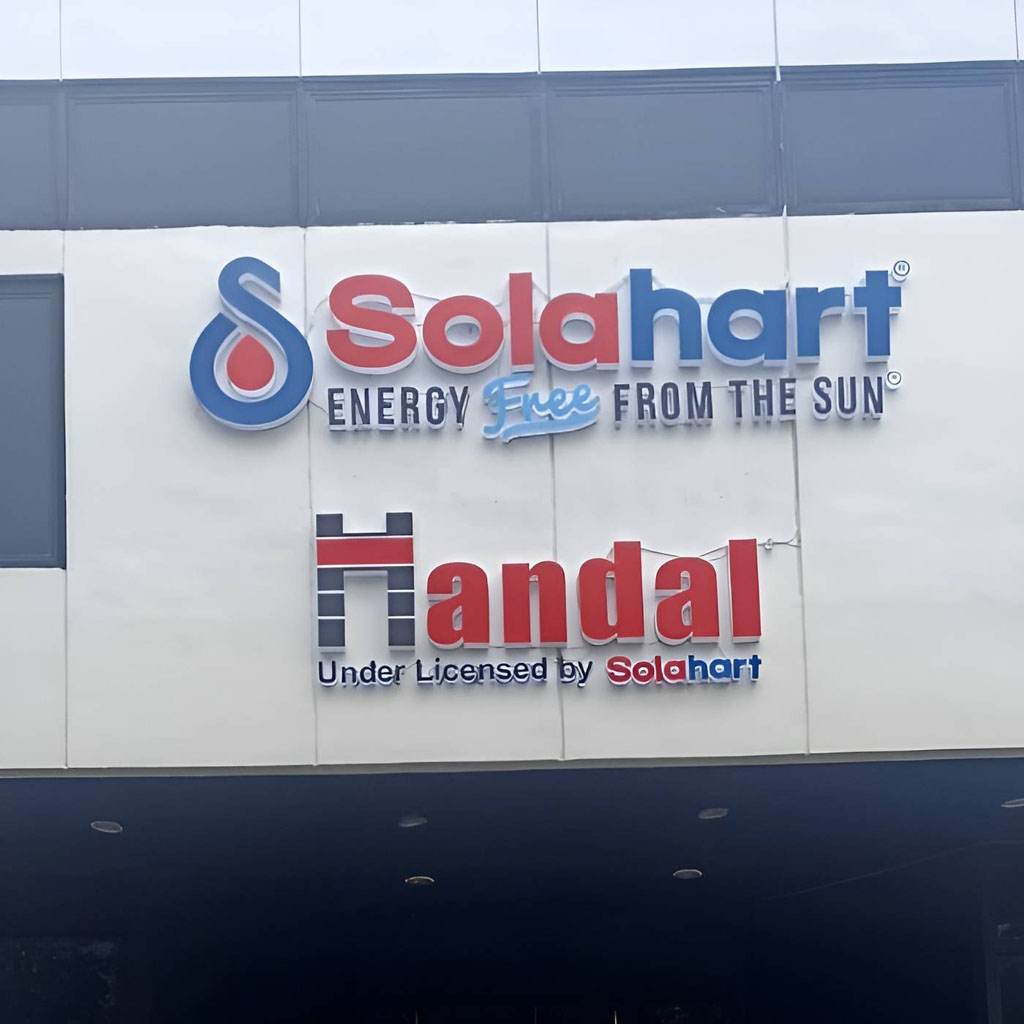 Solahart®
ENERGY Free FROM THE SUN
Handal
Under Licensed by Solahart